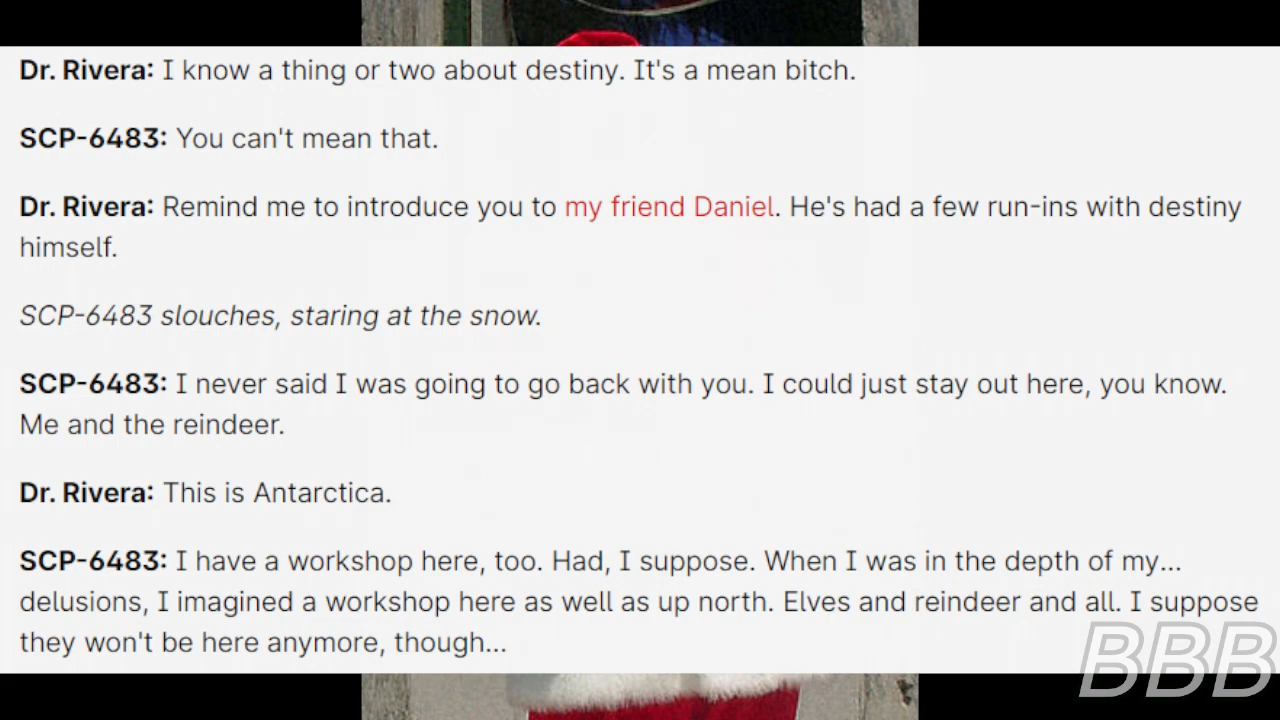 Dr. Rivera: I know a thing or two about destiny. It's a mean bitch.
SCP-6483: You can't mean that.
Dr. Rivera: Remind me to introduce you to my friend Daniel. He's had a few run-ins with destiny
himself.
SCP-6483 slouches, staring at the snow.
SCP-6483: I never said I was going to go back with you. I could just stay out here, you know.
Me and the reindeer.
Dr. Rivera: This is Antarctica.
SCP-6483: I have a workshop here, too. Had, I suppose. When I was in the depth of my...
delusions, I imagined a workshop here as well as up north. Elves and reindeer and all. I suppose
they won't be here anymore, though...
BBB